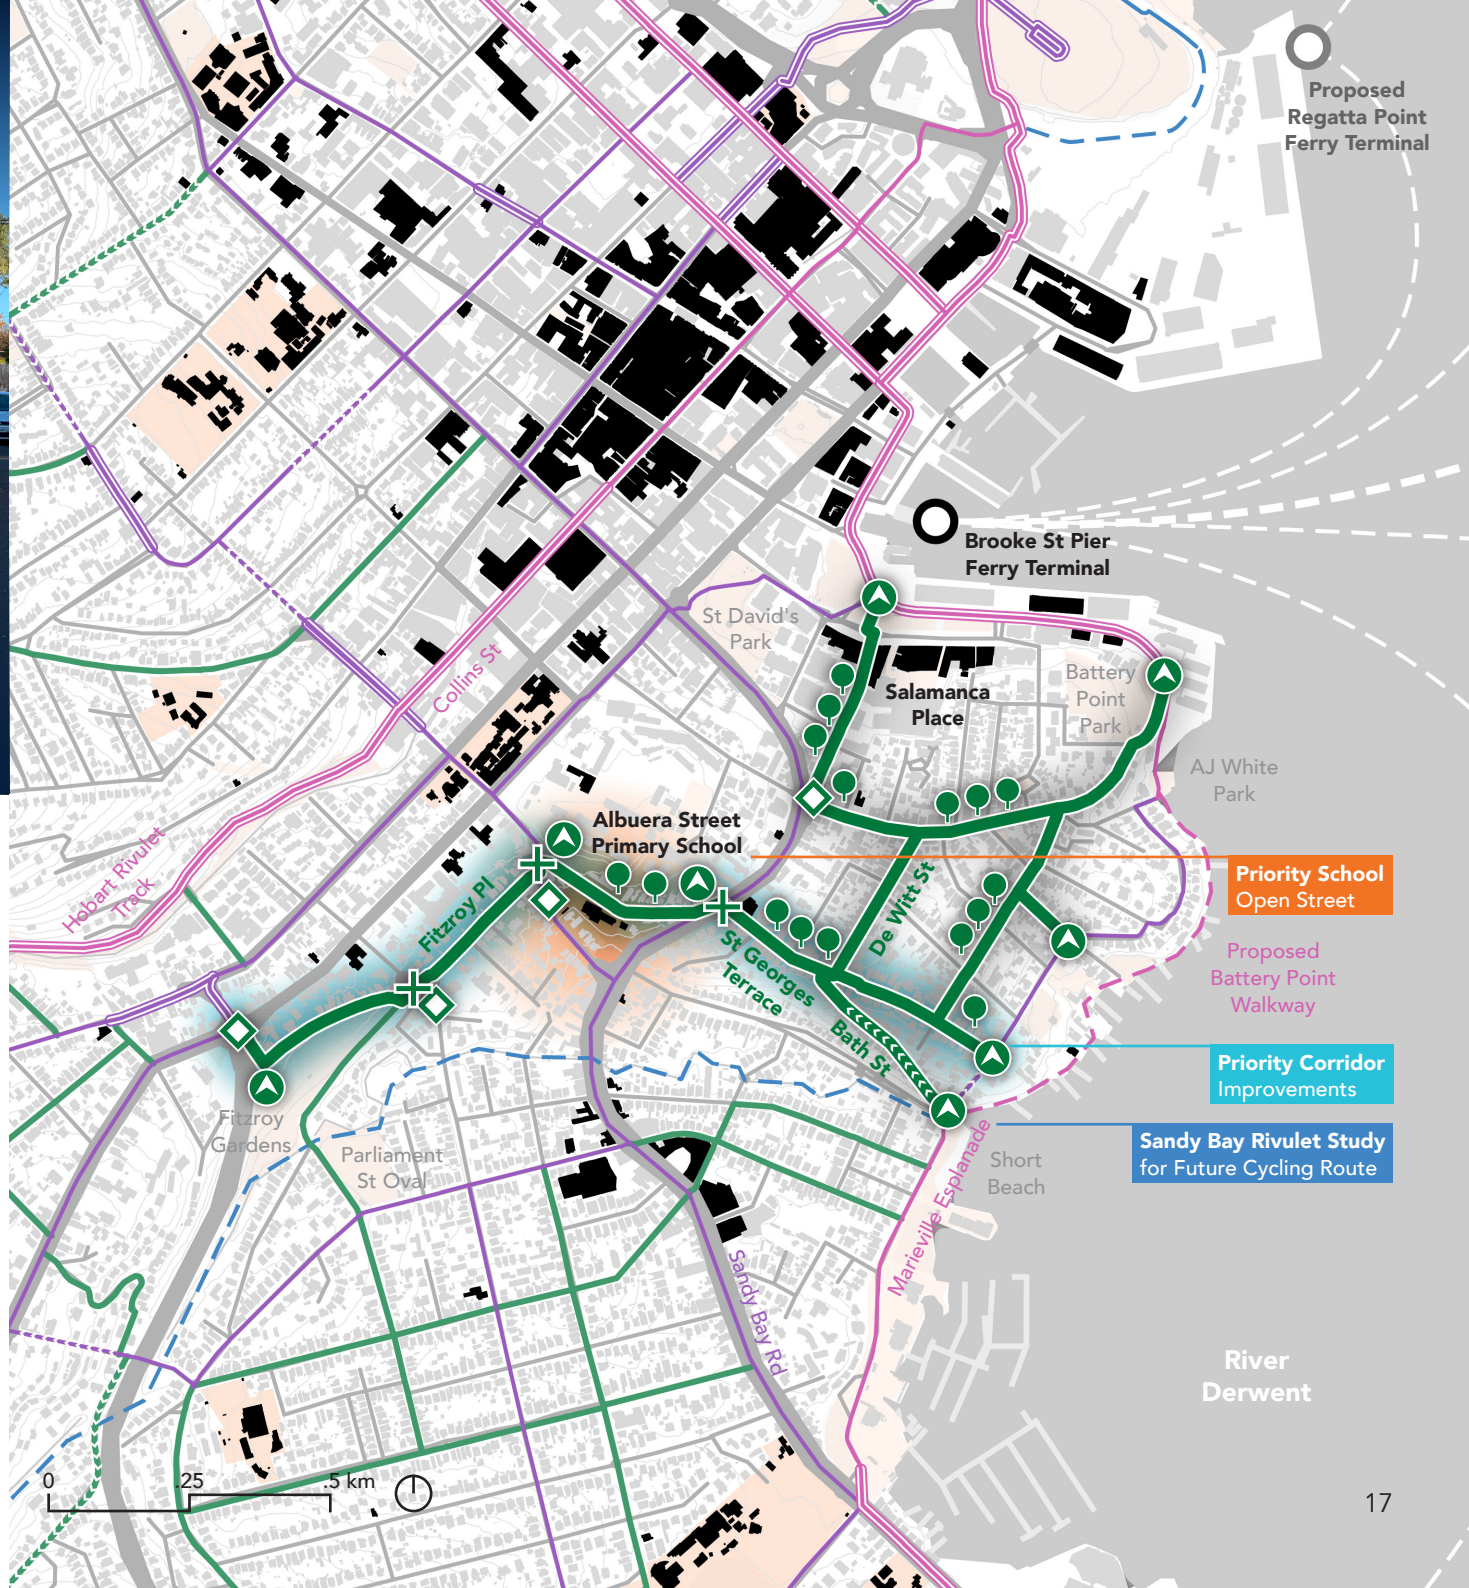 Proposed
Regatta Point
Ferry Terminal
Brooke St Pier
Ferry Terminal
St David's
Park
Salamanca
Place
Battery
Point
Park
AJ White
Park
Collins St
Albuera Street
Primary School
Priority School
Open Street
Hobart Rivulet
Track
Fitzroy Pl
De Witt St
St Georges
Terrace
Proposed
Battery Point
Walkway
Bath St
Priority Corridor
Improvements
Fitzroy
Gardens
Parliament
St Oval
Sandy Bay Rivulet Study
for Future Cycling Route
Short
Beach
Marieville Esplanade
Sandy Bay Rd
River
Derwent
0 .25 .5 km
17